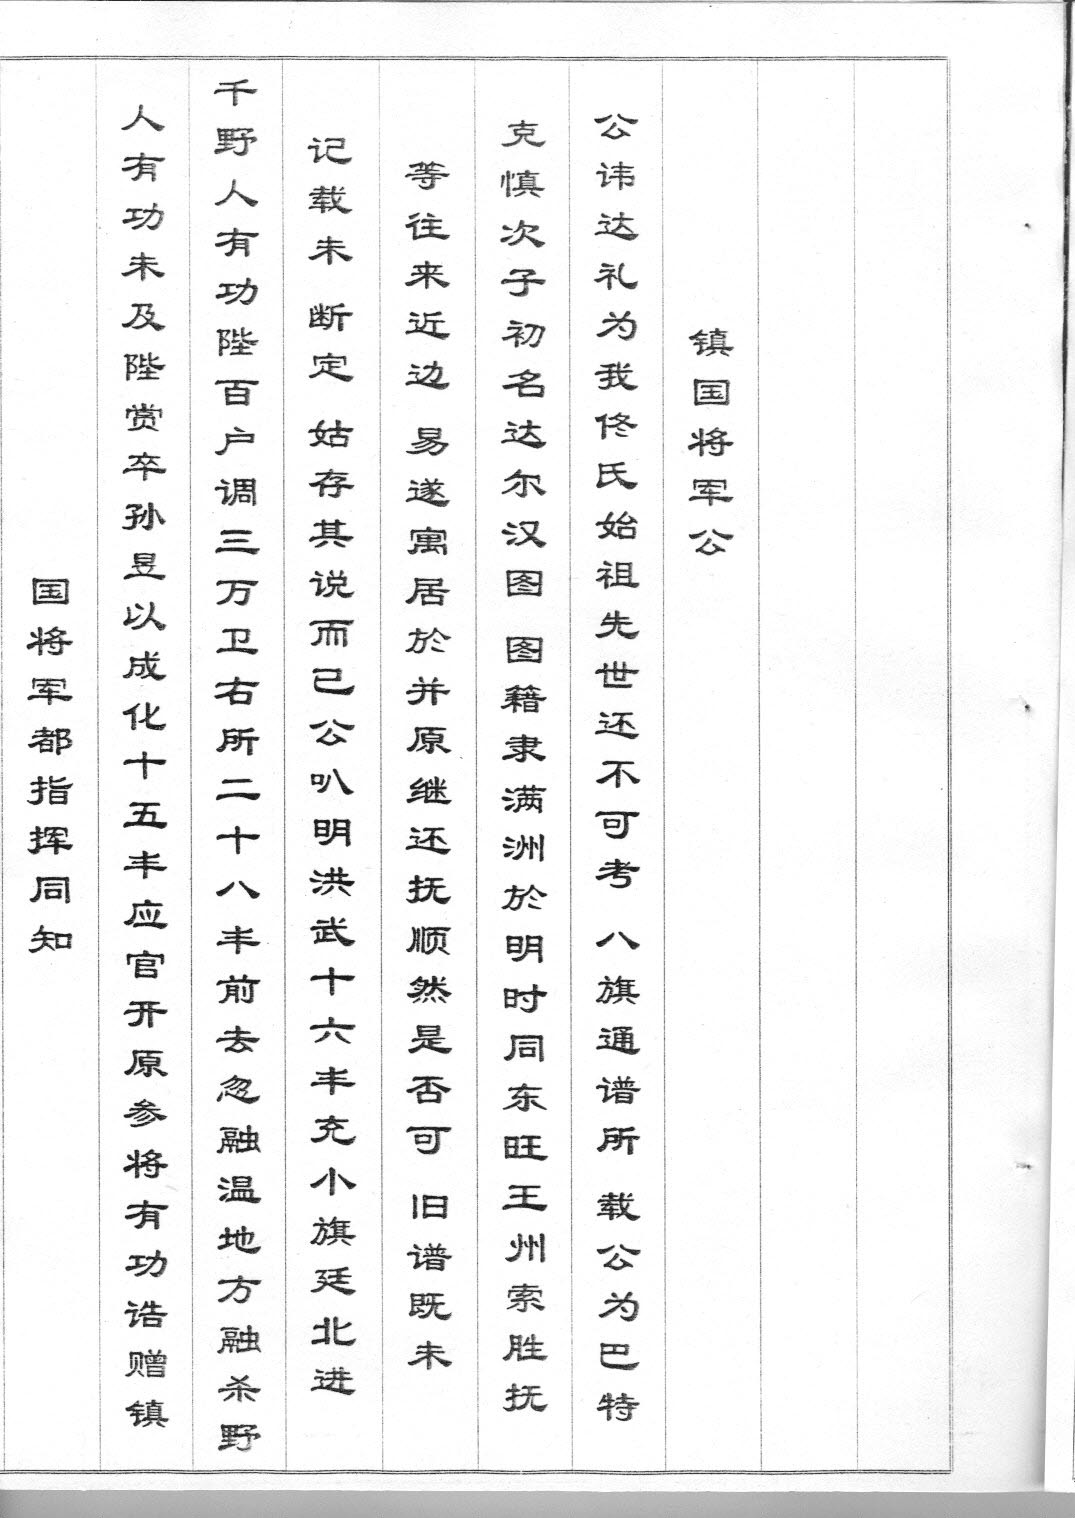 镇国将军公
公讳达礼为我佟氏始祖先世还不可考 八旗通谱所 载公为巴特
克慎次子初名达尔汉图 图籍隶满洲於明时同东旺王州索胜抚
等往来近边 易遂寓居於并原继还抚顺然是否可 旧谱既未
记载未 断定 姑存其说而已公叭明洪武十六丰充小旗廷北进
千野人有功陛百户调三万卫右所二十八丰前去忽融温地方融杀野
人有功未及陛赏卒孙昱以成化十五丰应官开原参将有功诰赠镇
国将军都指挥同知